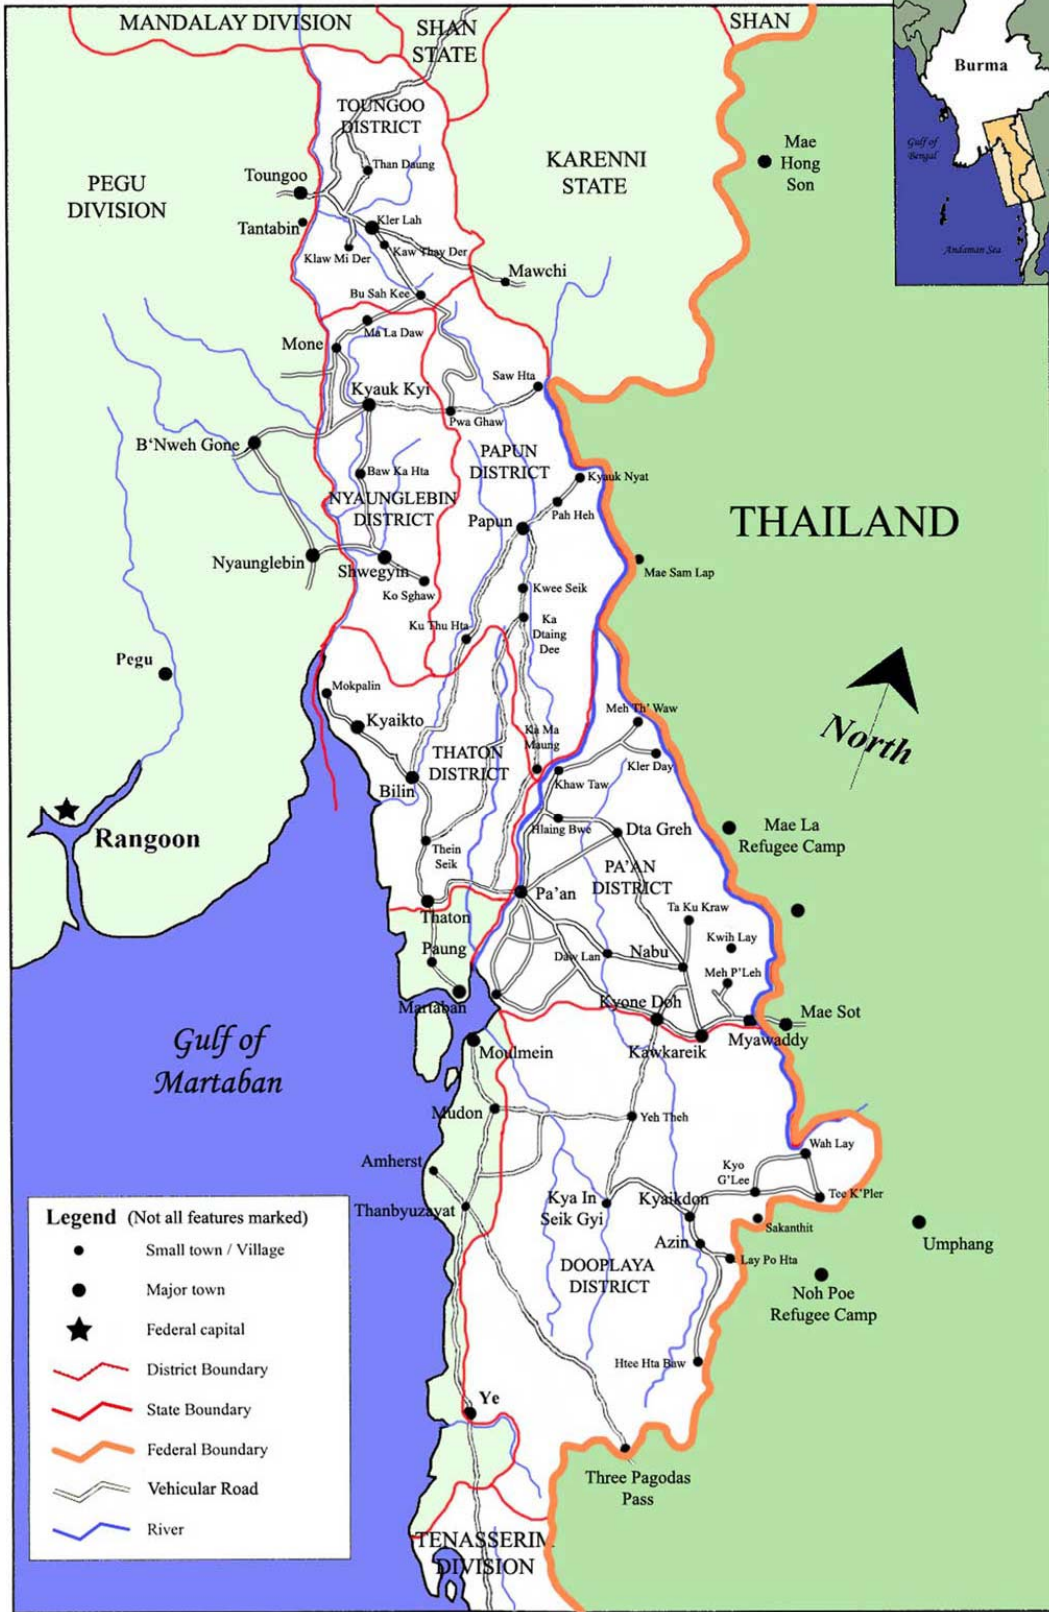 MANDALAY DIVISION
SHAN
STATE
SHAN
Burma
Gulf of
Bengal
Andaman Sea
TOUNGOO
DISTRICT
Than Daung
Toungoo
Tantabin
Kler Lah
Klaw Mi Der
Kaw Thay Der
Mawchi
Bu Sah Kee
PEGU
DIVISION
KARENNI
STATE
Mae
Hong
Son
Ma La Daw
Mone
Saw Hta
Kyauk Kyi
Pwa Ghaw
B'Nweh Gone
PAPUN
DISTRICT
Baw Ka Hta
Kyauk Nyat
NYAUNGLEBIN
DISTRICT
Pah Heh
Papun
THAILAND
Nyaunglebin
Shwegyin
Mae Sam Lap
Ko Sghaw
Kwee Seik
Ku Thu Hta
Ka
Dtaing
Dee
Pegu
Mokpalin
Kyaikto
Meh Th' Waw
Ka Ma
Maung
North
THATON
DISTRICT
Kler Day
Khaw Taw
Bilin
Rangoon
Hlaing Bwe
Dta Greh
Mae La
Refugee Camp
Thein
Seik
PA'AN
DISTRICT
Pa'an
Thaton
Ta Ku Kraw
Paung
Daw Lan
Nabu
Kwih Lay
Meh P'Leh
Martaban
Kyone Doh
Mae Sot
Myawaddy
Kawkareik
Gulf of
Martaban
Moulmein
Mudon
Yeh Theh
Wah Lay
Amherst
Kyo
G'Lee
Thanbyuzayat
Kya In
Seik Gyi
Kyaikdon
Tee K'Pler
Sakanthit
Umphang
Azin
Lay Po Hta
DOOPLAYA
DISTRICT
Noh Poe
Refugee Camp
Htee Hta Baw
Ye
Three Pagodas
Pass
TENASSERIM
DIVISION
Legend (Not all features marked)
Small town / Village
Major town
Federal capital
District Boundary
State Boundary
Federal Boundary
Vehicular Road
River